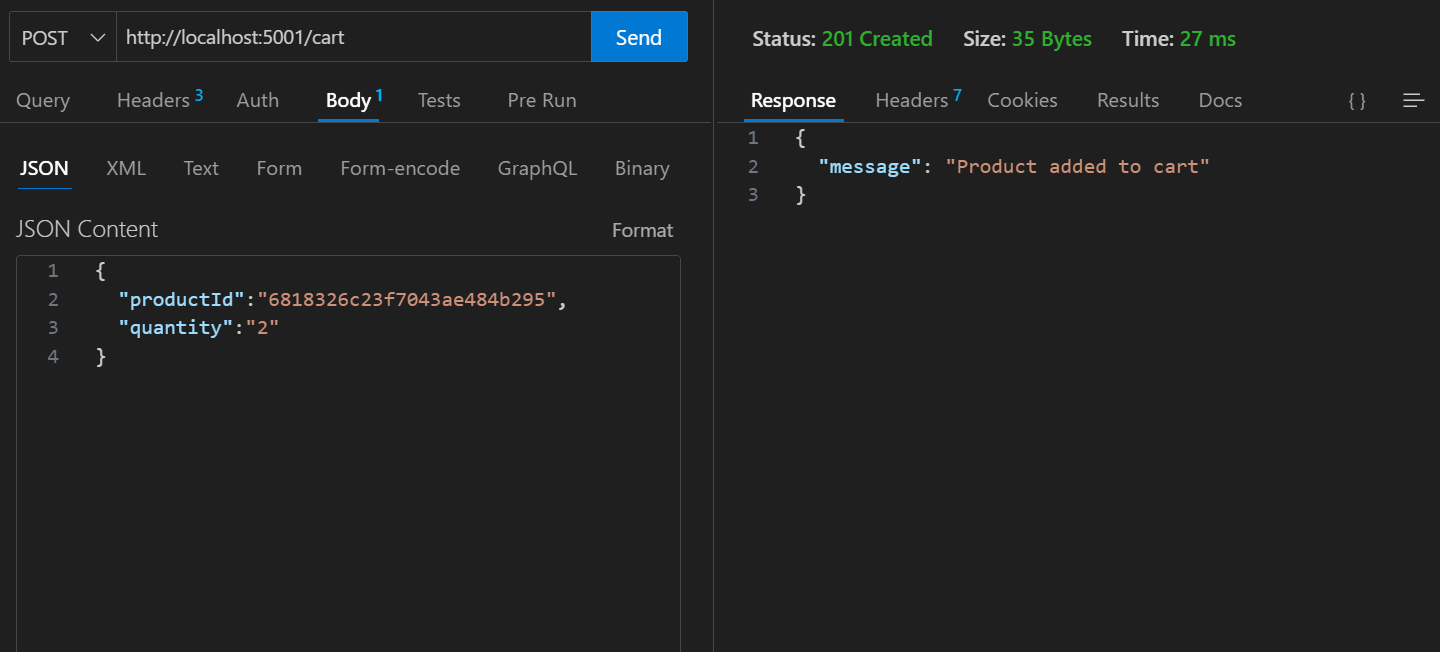 POST http://localhost:5001/cart Send
Query Headers 3 Auth Body 1 Tests Pre Run
JSON XML Text Form Form-encode GraphQL Binary
JSON Content Format
1 {
2 "productId":"6818326c23f7043ae484b295",
3 "quantity":"2"
4 }
Status: 201 Created Size: 35 Bytes Time: 27 ms
Response Headers 7 Cookies Results Docs { }
1 {
2 "message": "Product added to cart"
3 }